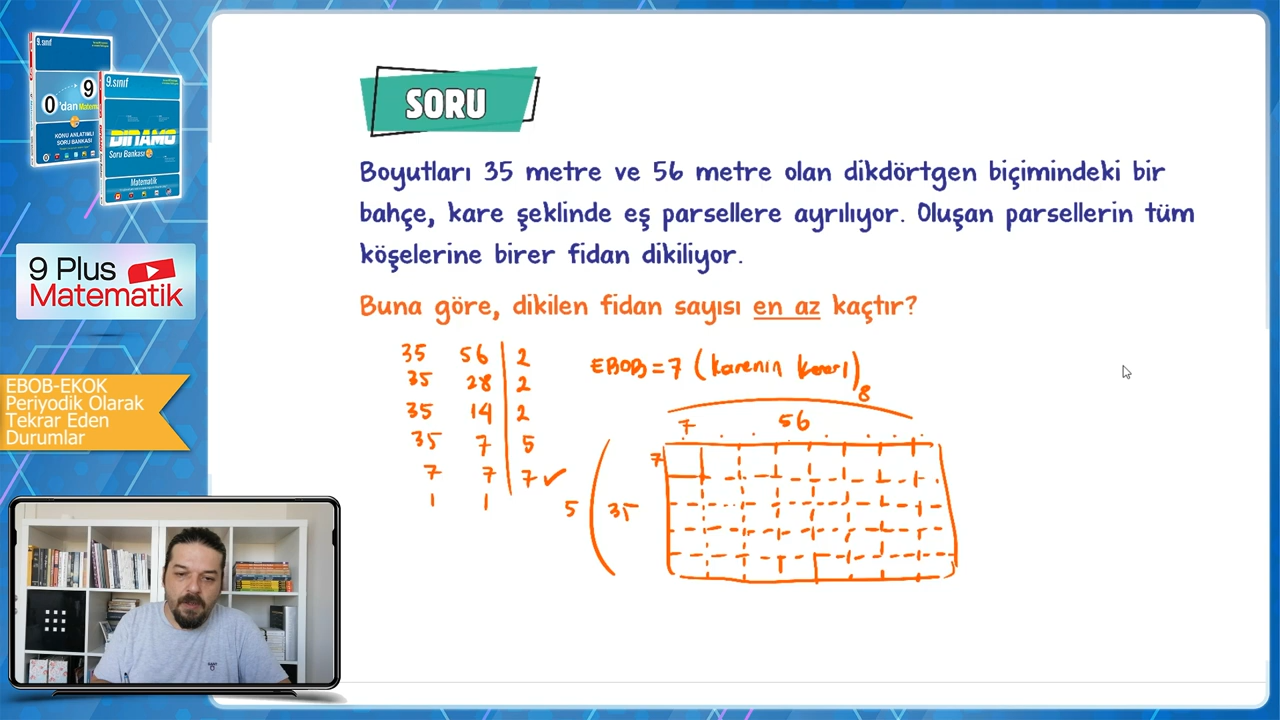 9.sınıf
0'dan 9 Matematik
KONU ANLATIMLI
SORU BANKASI
9.sınıf
DİNAMO
Soru Bankası
Matematik
9 Plus
Matematik
EBOB-EKOK
Periyodik Olarak
Tekrar Eden
Durumlar
SORU
Boyutları 35 metre ve 56 metre olan dikdörtgen biçimindeki bir
bahçe, kare şeklinde eş parsellere ayrılıyor. Oluşan parsellerin tüm
köşelerine birer fidan dikiliyor.
Buna göre, dikilen fidan sayısı en az kaçtır?
35 56 2
35 28 2
35 14 2
35 7 5
7 7 7 ✓
1 1
EBOB = 7 (karenin kenarı)
8
7 56
7
5 35